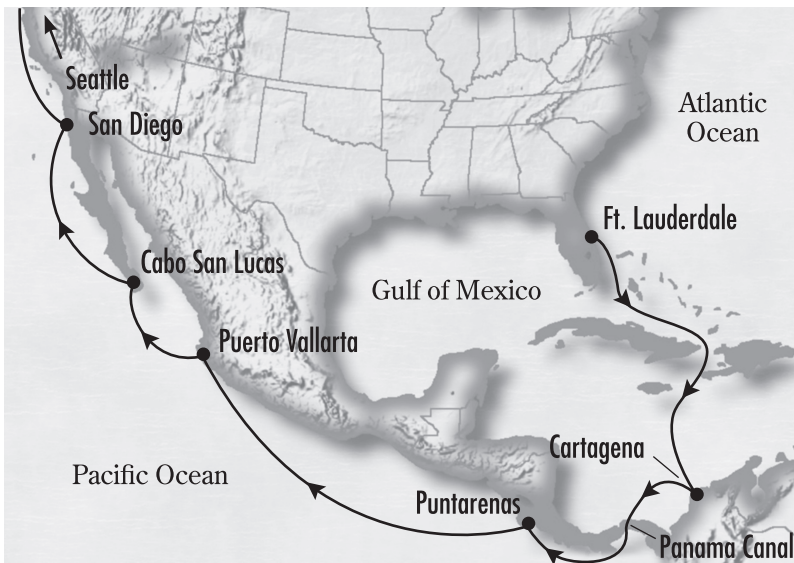 Seattle
San Diego
Atlantic
Ocean
Ft. Lauderdale
Cabo San Lucas
Gulf of Mexico
Puerto Vallarta
Cartagena
Pacific Ocean
Puntarenas
Panama Canal